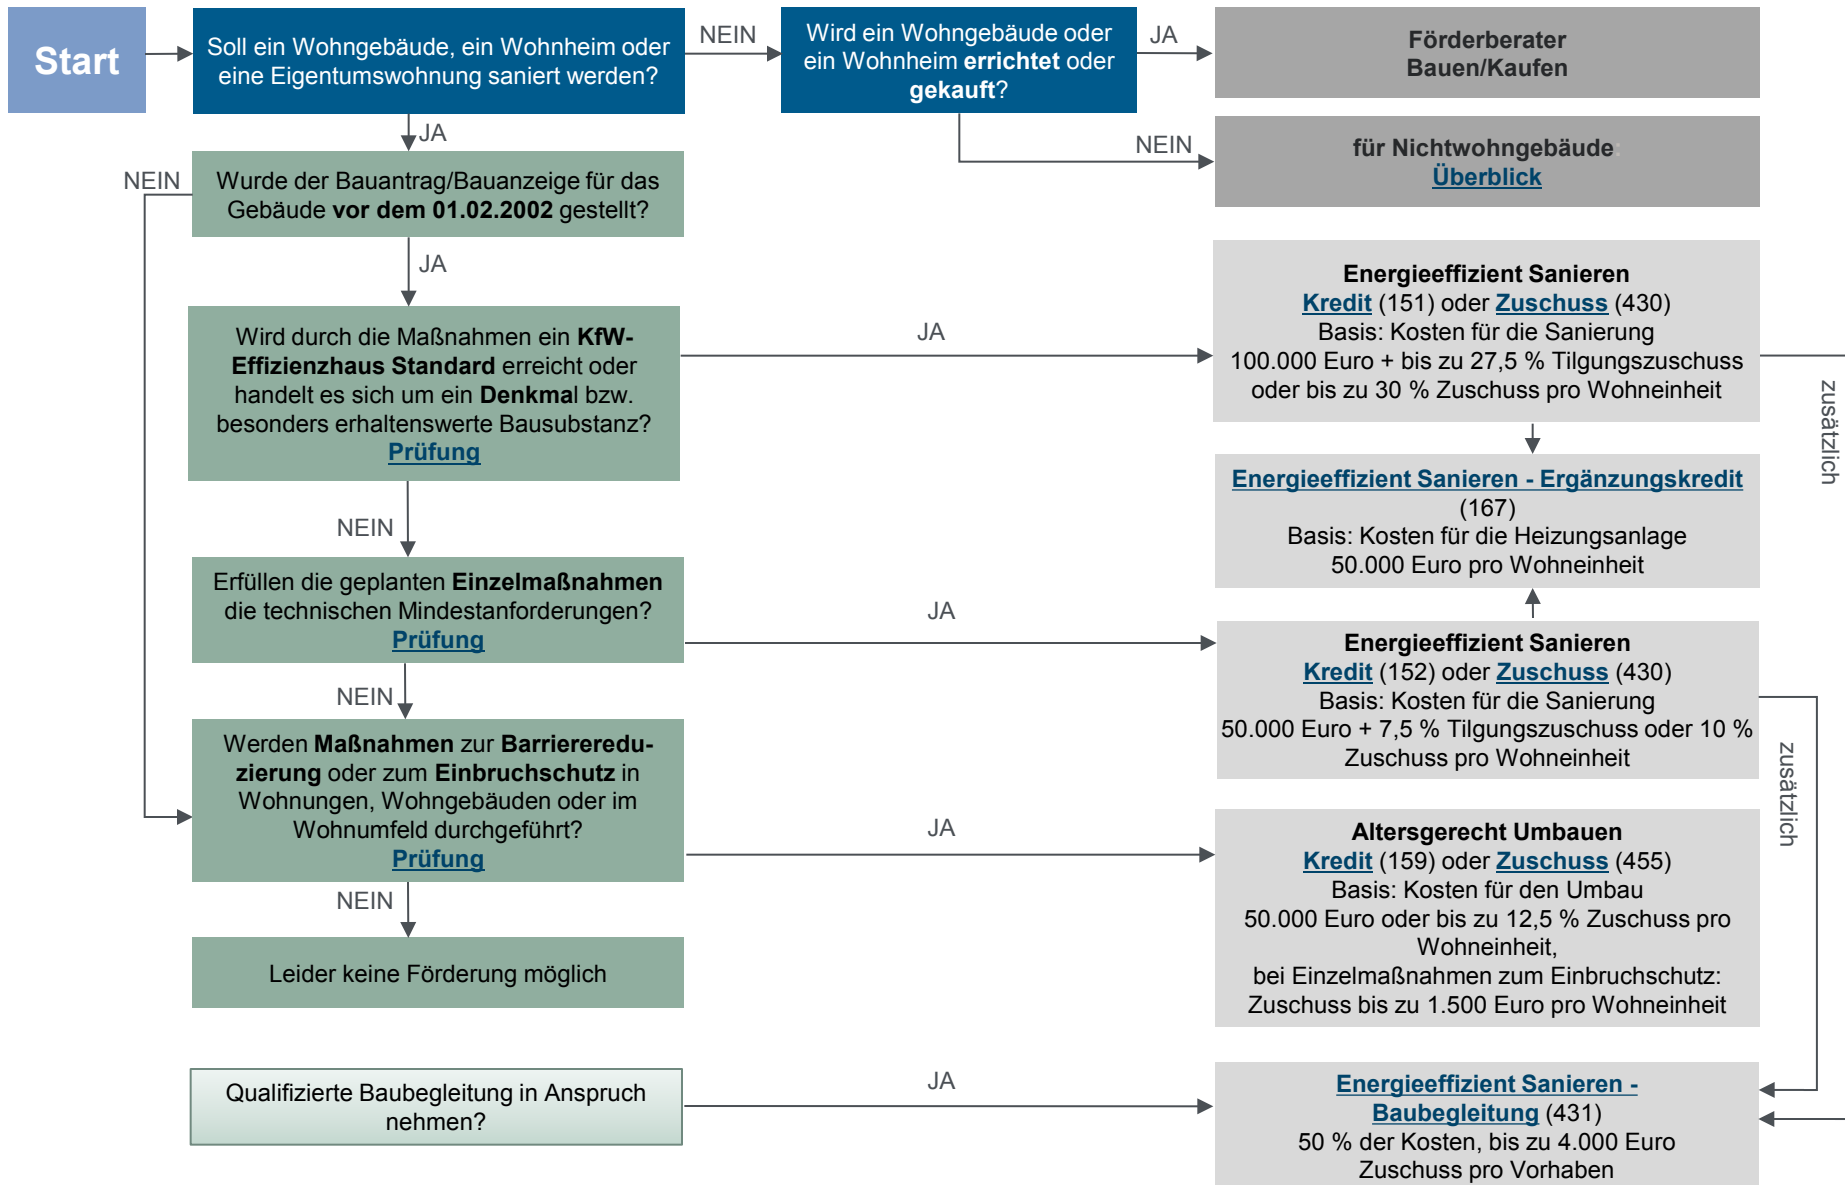 Start
Soll ein Wohngebäude, ein Wohnheim oder
eine Eigentumswohnung saniert werden?
NEIN
Wird ein Wohngebäude oder
ein Wohnheim errichtet oder
gekauft?
JA
Förderberater
Bauen/Kaufen
JA
NEIN
für Nichtwohngebäude:
Überblick
NEIN
Wurde der Bauantrag/Bauanzeige für das
Gebäude vor dem 01.02.2002 gestellt?
JA
Wird durch die Maßnahmen ein KfW-
Effizienzhaus Standard erreicht oder
handelt es sich um ein Denkmal bzw.
besonders erhaltenswerte Bausubstanz?
Prüfung
JA
Energieeffizient Sanieren
Kredit (151) oder Zuschuss (430)
Basis: Kosten für die Sanierung
100.000 Euro + bis zu 27,5 % Tilgungszuschuss
oder bis zu 30 % Zuschuss pro Wohneinheit
zusätzlich
Energieeffizient Sanieren - Ergänzungskredit
(167)
Basis: Kosten für die Heizungsanlage
50.000 Euro pro Wohneinheit
NEIN
Erfüllen die geplanten Einzelmaßnahmen
die technischen Mindestanforderungen?
Prüfung
JA
Energieeffizient Sanieren
Kredit (152) oder Zuschuss (430)
Basis: Kosten für die Sanierung
50.000 Euro + 7,5 % Tilgungszuschuss oder 10 %
Zuschuss pro Wohneinheit
zusätzlich
NEIN
Werden Maßnahmen zur Barrieteredu-
zierung oder zum Einbruchschutz in
Wohnungen, Wohngebäuden oder im
Wohnumfeld durchgeführt?
Prüfung
JA
Altersgerecht Umbauen
Kredit (159) oder Zuschuss (455)
Basis: Kosten für den Umbau
50.000 Euro oder bis zu 12,5 % Zuschuss pro
Wohneinheit,
bei Einzelmaßnahmen zum Einbruchschutz:
Zuschuss bis zu 1.500 Euro pro Wohneinheit
NEIN
Leider keine Förderung möglich
Qualifizierte Baubegleitung in Anspruch
nehmen?
JA
Energieeffizient Sanieren -
Baubegleitung (431)
50 % der Kosten, bis zu 4.000 Euro
Zuschuss pro Vorhaben